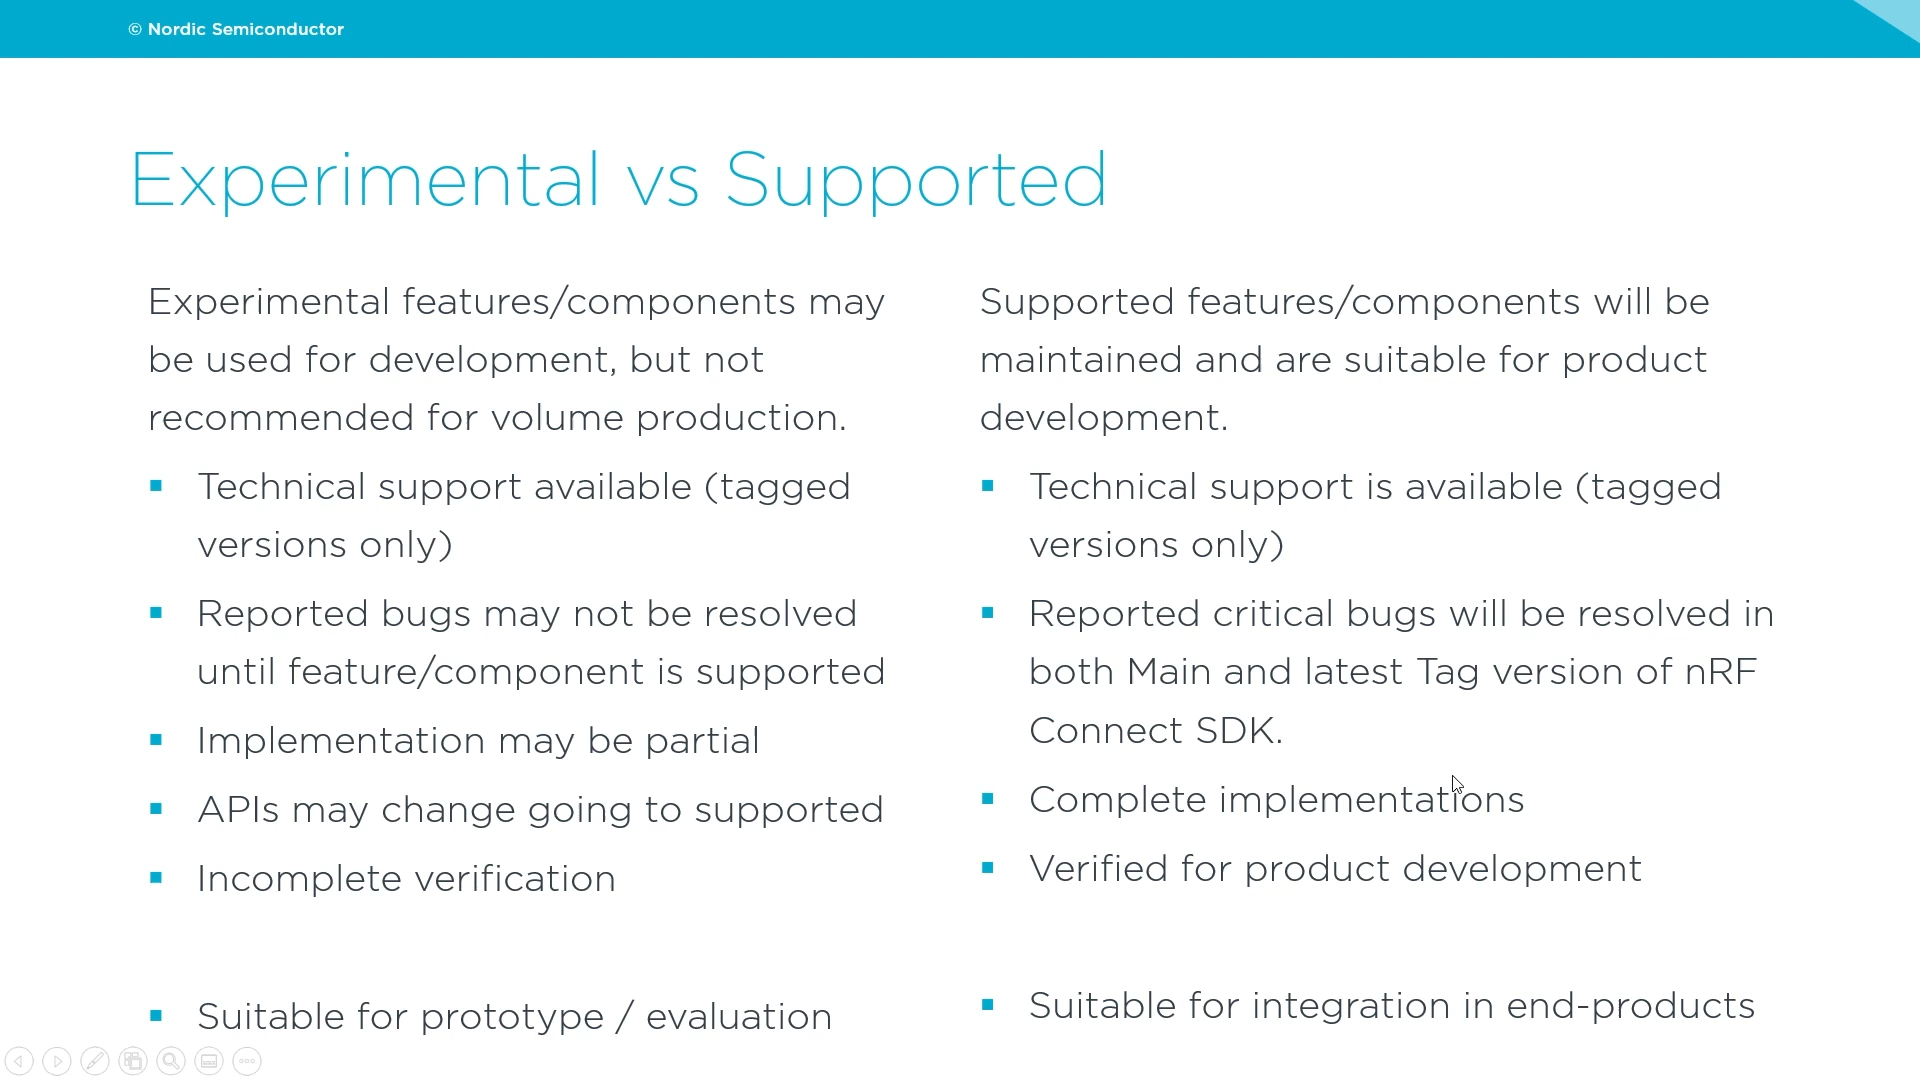 © Nordic Semiconductor
Experimental vs Supported
Experimental features/components may
be used for development, but not
recommended for volume production.
▪ Technical support available (tagged
versions only)
▪ Reported bugs may not be resolved
until feature/component is supported
▪ Implementation may be partial
▪ APIs may change going to supported
▪ Incomplete verification
▪ Suitable for prototype / evaluation
Supported features/components will be
maintained and are suitable for product
development.
▪ Technical support is available (tagged
versions only)
▪ Reported critical bugs will be resolved in
both Main and latest Tag version of nRF
Connect SDK.
▪ Complete implementations
▪ Verified for product development
▪ Suitable for integration in end-products